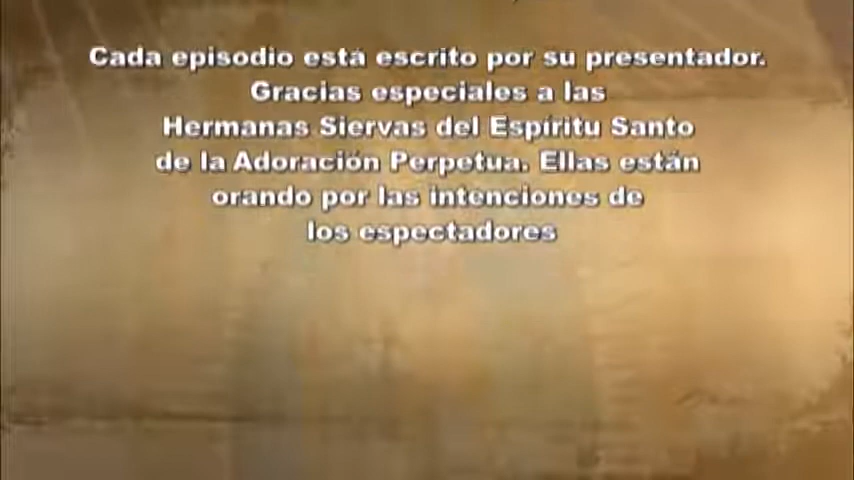 Cada episodio está escrito por su presentador.
Gracias especiales a las
Hermanas Siervas del Espíritu Santo
de la Adoración Perpetua. Ellas están
orando por las intenciones de
los espectadores